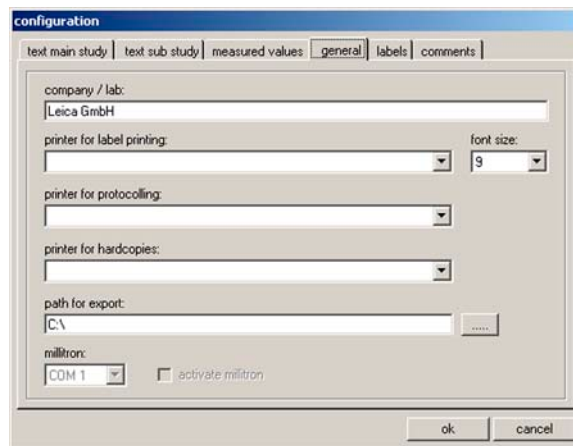 configuration
text main study text sub study measured values general labels comments
company / lab:
Leica GmbH
printer for label printing: font size:
9
printer for protocolling:
printer for hardcopies:
path for export:
C:\ .....
millitron:
COM 1 activate militron
ok cancel